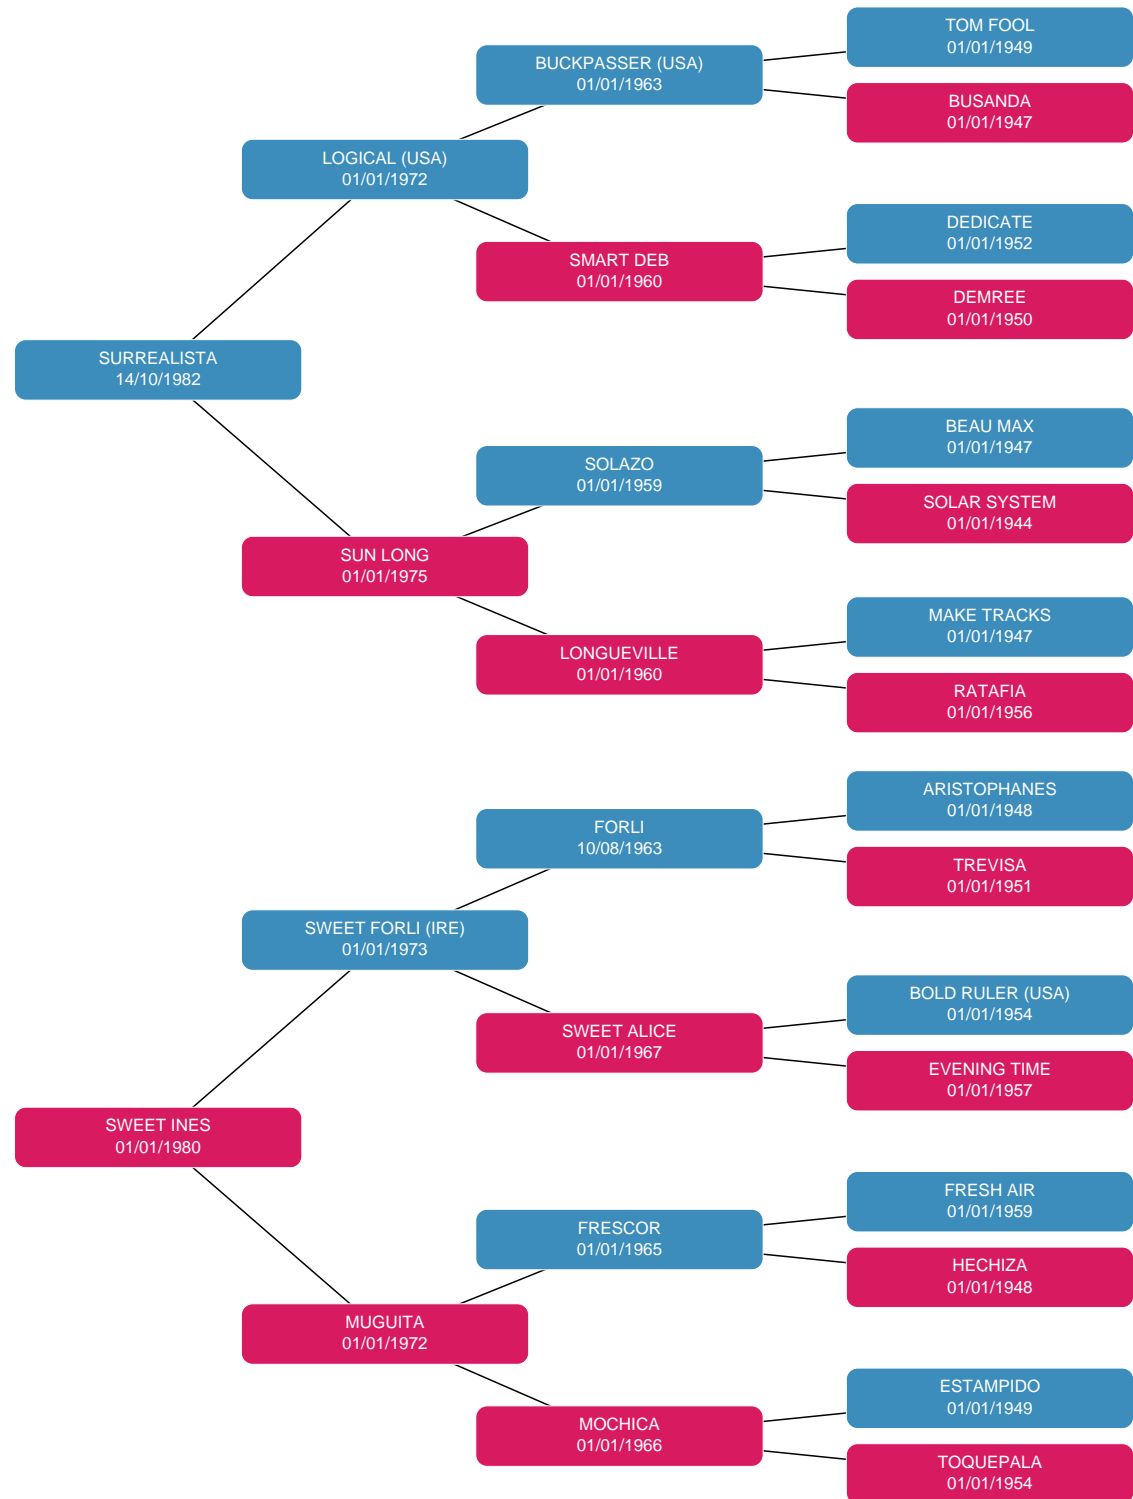 TOM FOOL
01/01/1949
BUCKPASSER (USA)
01/01/1963
BUSANDA
01/01/1947
LOGICAL (USA)
01/01/1972
DEDICATE
01/01/1952
SMART DEB
01/01/1960
DEMREE
01/01/1950
SURREALISTA
14/10/1982
BEAU MAX
01/01/1947
SOLAZO
01/01/1959
SOLAR SYSTEM
01/01/1944
SUN LONG
01/01/1975
MAKE TRACKS
01/01/1947
LONGUEVILLE
01/01/1960
RATAFIA
01/01/1956
ARISTOPHANES
01/01/1948
FORLI
10/08/1963
TREVISA
01/01/1951
SWEET FORLI (IRE)
01/01/1973
BOLD RULER (USA)
01/01/1954
SWEET ALICE
01/01/1967
EVENING TIME
01/01/1957
SWEET INES
01/01/1980
FRESH AIR
01/01/1959
FRESCOR
01/01/1965
HECHIZA
01/01/1948
MUGUITA
01/01/1972
ESTAMPIDO
01/01/1949
MOCHICA
01/01/1966
TOQUEPALA
01/01/1954